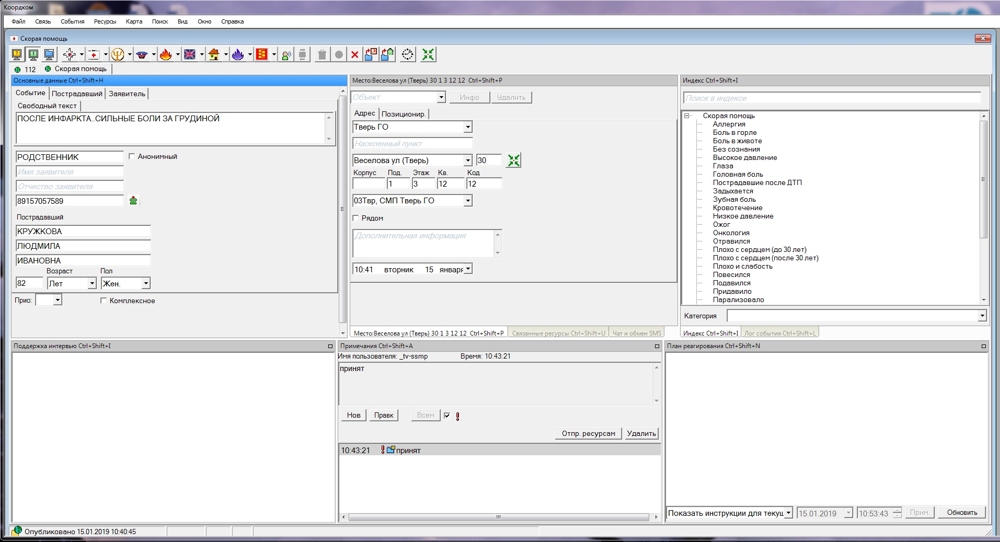 Коордком
Файл Связь События Ресурсы Карта Поиск Вид Окно Справка
Скорая помощь
112 Скорая помощь
Основные данные Ctrl+Shift+H
Событие Пострадавший Заявитель
Свободный текст
ПОСЛЕ ИНФАРКТА..СИЛЬНЫЕ БОЛИ ЗА ГРУДИНОЙ
РОДСТВЕННИК Анонимный
Имя заявителя
Отчество заявителя
89157057589
Пострадавший
КРУЖКОВА
ЛЮДМИЛА
ИВАНОВНА
Возраст Пол
82 Лет Жен.
Прио: Комплексное
Место:Веселова ул (Тверь) 30 1 3 12 12 Ctrl+Shift+P
Объект Инфо Удалить
Адрес Позиционир.
Тверь ГО
Населенный пункт
Веселова ул (Тверь) 30
Корпус Под. Этаж Кв. Код
1 3 12 12
03Твр, СМП Тверь ГО
Рядом
Дополнительная информация
10:41 вторник 15 января
Место:Веселова ул (Тверь) 30 1 3 12 12 Ctrl+Shift+P Связанные ресурсы Ctrl+Shift+U Чат и обмен SMS
Индекс Ctrl+Shift+I
Поиск в индексе
Скорая помощь
Аллергия
Боль в горле
Боль в животе
Без сознания
Высокое давление
Глаза
Головная боль
Пострадавшие после ДТП
Задыхается
Зубная боль
Кровотечение
Низкое давление
Ожог
Онкология
Отравился
Плохо с сердцем (до 30 лет)
Плохо с сердцем (после 30 лет)
Плохо и слабость
Повесился
Подавился
Придавило
Парализовало
Категория
Индекс Ctrl+Shift+I Лог события Ctrl+Shift+L
Поддержка интервью Ctrl+Shift+I
Примечания Ctrl+Shift+A
Имя пользователя: _tv-ssmp Время: 10:43:21
принят
Нов Правк Всем
Отпр. ресурсам Удалить
10:43:21 принят
План реагирования Ctrl+Shift+N
Показать инструкции для текущ 15.01.2019 10:53:43 Прим. Обновить
Опубликовано 15.01.2019 10:40:45